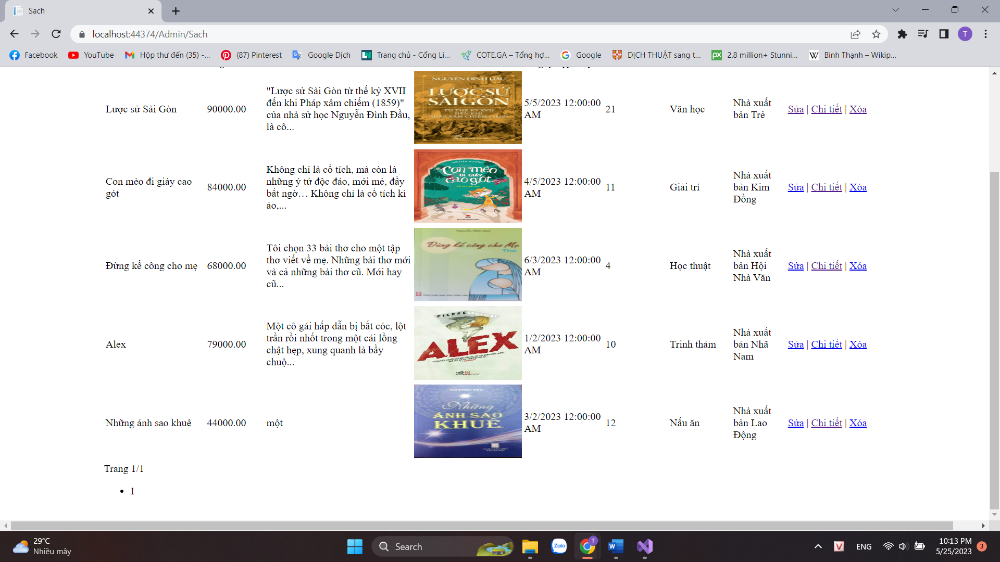 Sach
localhost:44374/Admin/Sach
T
Facebook
YouTube
Hộp thư đến (35) -...
(87) Pinterest
Google Dịch
Trang chủ - Cổng Li...
COTE.GA – Tổng hợ...
Google
DỊCH THUẬT sang t...
2.8 million+ Stunni...
Bình Thạnh – Wikip...
Lược sử Sài Gòn
90000.00
"Lược sử Sài Gòn từ thế kỷ XVII
đến khi Pháp xâm chiếm (1859)"
của nhà sử học Nguyễn Đình Đầu,
là cô...
NGUYỄN ĐÌNH ĐẦU
LƯỢC SỬ
SÀI GÒN
TỪ THẾ KỶ XVII
ĐẾN KHI
PHÁP XÂM CHIẾM (1859)
5/5/2023 12:00:00
AM
21
Văn học
Nhà xuất
bản Trẻ
Sửa | Chi tiết | Xóa
Con mèo đi giày cao
gót
84000.00
Không chỉ là cổ tích, mà còn là
những ý tứ độc đáo, mới mẻ, đầy
bất ngờ… Không chỉ là cổ tích kì
ảo,...
Con mèo
ĐI GIÀY
cao gót
4/5/2023 12:00:00
AM
11
Giải trí
Nhà xuất
bản Kim
Đồng
Sửa | Chi tiết | Xóa
Đừng kể công cho mẹ
68000.00
Tôi chọn 33 bài thơ cho một tập
thơ viết về mẹ. Những bài thơ mới
và cả những bài thơ cũ. Mới hay
cũ...
Đừng kể công cho Mẹ
Thơ
6/3/2023 12:00:00
AM
4
Học thuật
Nhà xuất
bản Hội
Nhà Văn
Sửa | Chi tiết | Xóa
Alex
79000.00
Một cô gái hấp dẫn bị bắt cóc, lột
trần rồi nhốt trong một cái lồng
chật hẹp, xung quanh là bầy
chuộ...
PIERRE LEMAITRE
ALEX
1/2/2023 12:00:00
AM
10
Trinh thám
Nhà xuất
bản Nhã
Nam
Sửa | Chi tiết | Xóa
Những ánh sao khuê
44000.00
một
Những
ÁNH SAO
KHUÊ
3/2/2023 12:00:00
AM
12
Nấu ăn
Nhà xuất
bản Lao
Động
Sửa | Chi tiết | Xóa
Trang 1/1
1
29°C
Nhiều mây
Search
Zalo
T
W
V
ENG
10:13 PM
5/25/2023
3